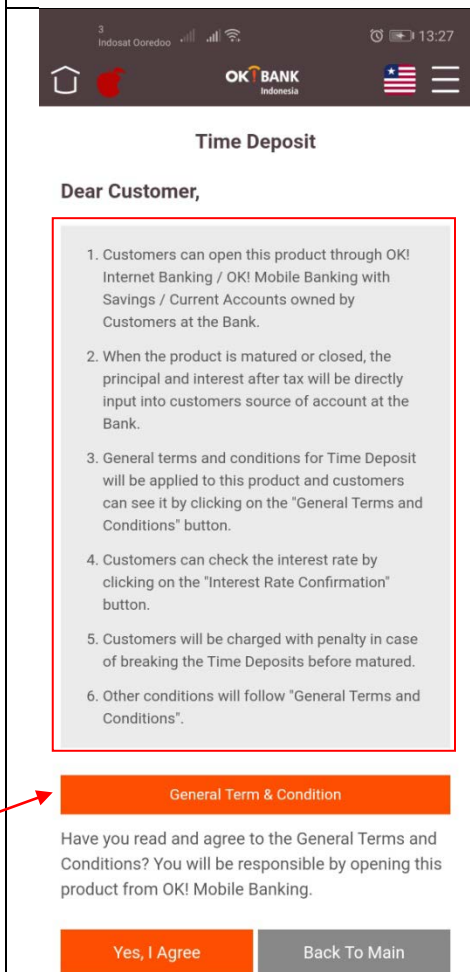 3
Indosat Ooredoo
13:27
OK! BANK
Indonesia
Time Deposit
Dear Customer,
1. Customers can open this product through OK!
Internet Banking / OK! Mobile Banking with
Savings / Current Accounts owned by
Customers at the Bank.
2. When the product is matured or closed, the
principal and interest after tax will be directly
input into customers source of account at the
Bank.
3. General terms and conditions for Time Deposit
will be applied to this product and customers
can see it by clicking on the "General Terms and
Conditions" button.
4. Customers can check the interest rate by
clicking on the "Interest Rate Confirmation"
button.
5. Customers will be charged with penalty in case
of breaking the Time Deposits before matured.
6. Other conditions will follow "General Terms and
Conditions".
General Term & Condition
Have you read and agree to the General Terms and
Conditions? You will be responsible by opening this
product from OK! Mobile Banking.
Yes, I Agree
Back To Main